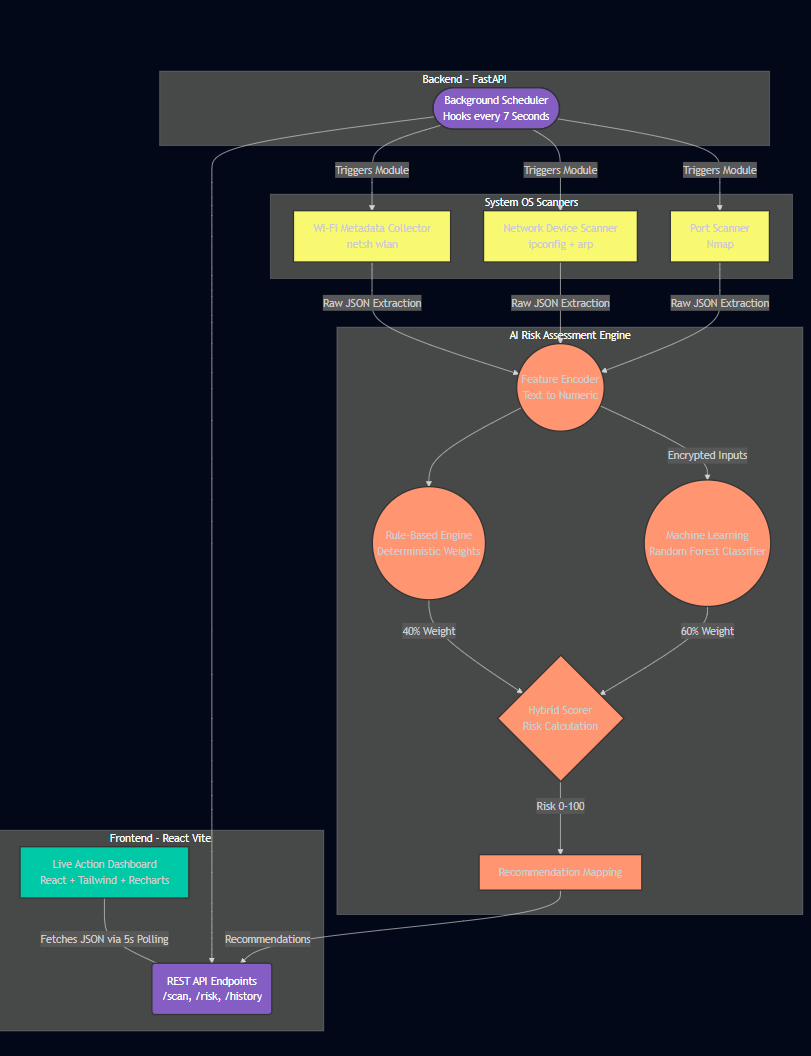 Backend - FastAPI
Background Scheduler
Hooks every 7 Seconds
Triggers Module
Triggers Module
Triggers Module
System OS Scanners
Wi-Fi Metadata Collector
netsh wlan
Network Device Scanner
ipconfig + arp
Port Scanner
Nmap
Raw JSON Extraction
Raw JSON Extraction
Raw JSON Extraction
AI Risk Assessment Engine
Feature Encoder
Text to Numeric
Encrypted Inputs
Rule-Based Engine
Deterministic Weights
Machine Learning
Random Forest Classifier
40% Weight
60% Weight
Hybrid Scorer
Risk Calculation
Risk 0-100
Recommendation Mapping
Frontend - React Vite
Live Action Dashboard
React + Tailwind + Recharts
Fetches JSON via 5s Polling
Recommendations
REST API Endpoints
/scan, /risk, /history